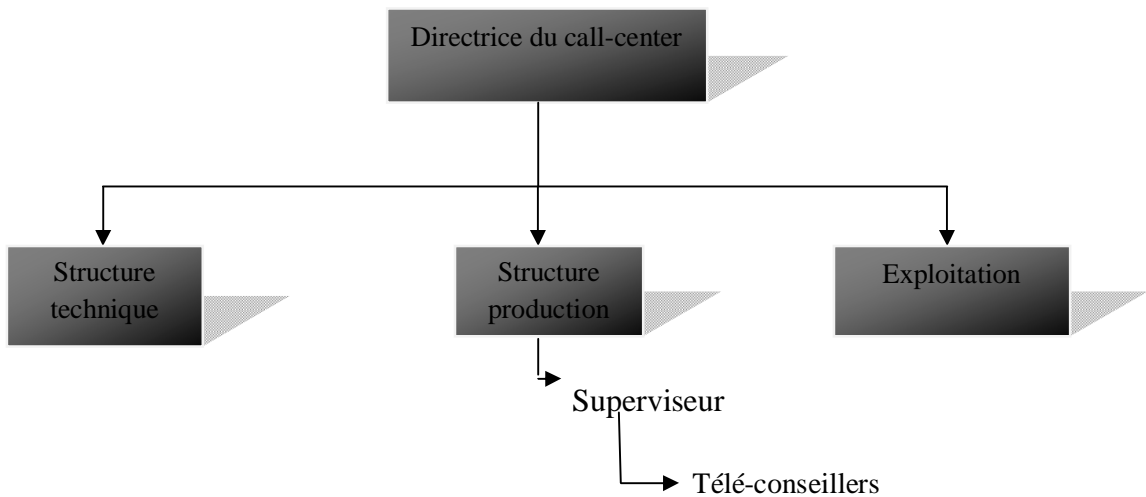 Directrice du call-center
Structure
technique
Structure
production
Exploitation
Superviseur
Télé-conseillers